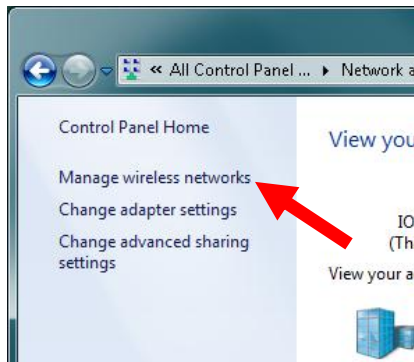 « All Control Panel ... ▸ Network a
Control Panel Home
View you
Manage wireless networks
Change adapter settings
IO
Change advanced sharing
(Th
settings
View your a